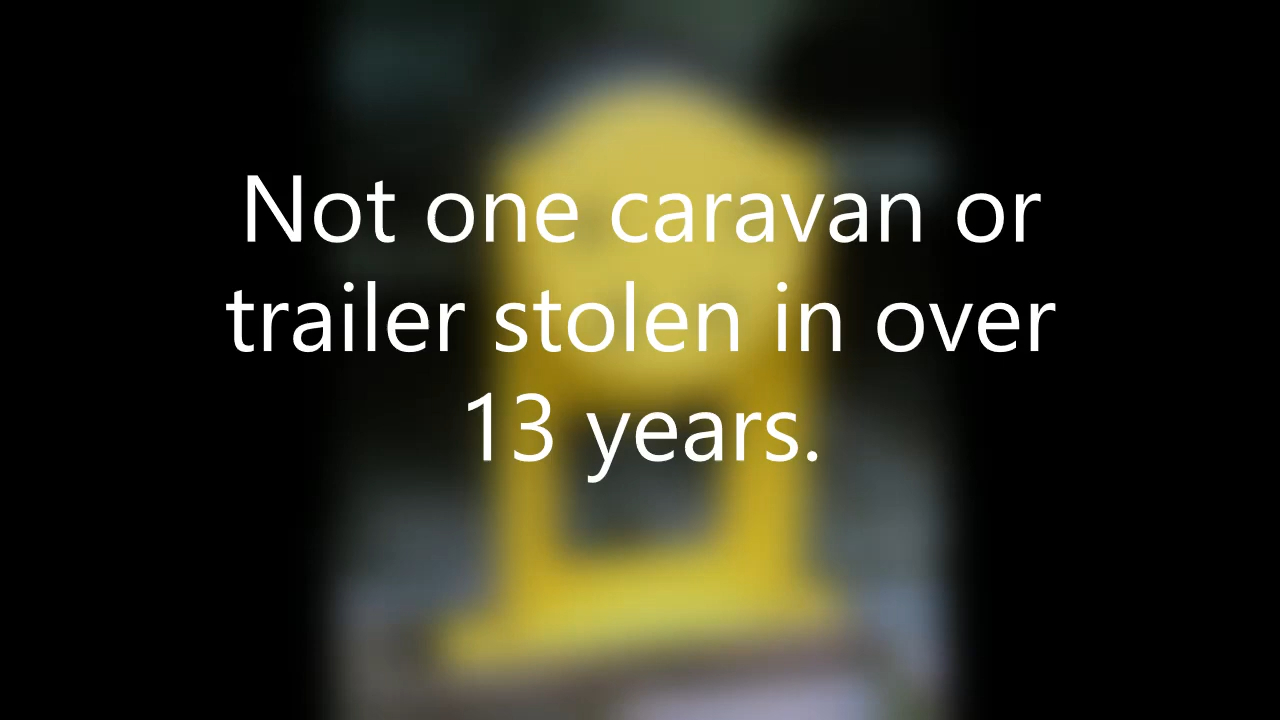 Not one caravan or
trailer stolen in over
13 years.